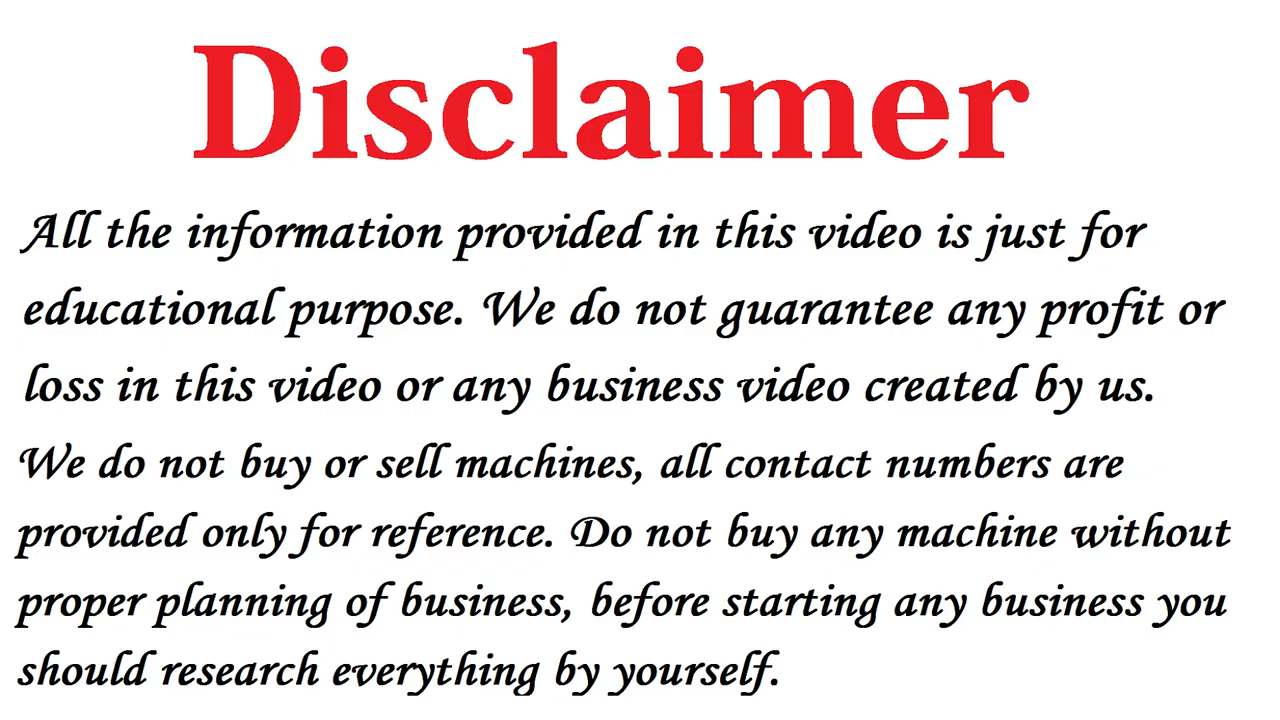 Disclaimer
All the information provided in this video is just for
educational purpose. We do not guarantee any profit or
loss in this video or any business video created by us.
We do not buy or sell machines, all contact numbers are
provided only for reference. Do not buy any machine without
proper planning of business, before starting any business you
should research everything by yourself.